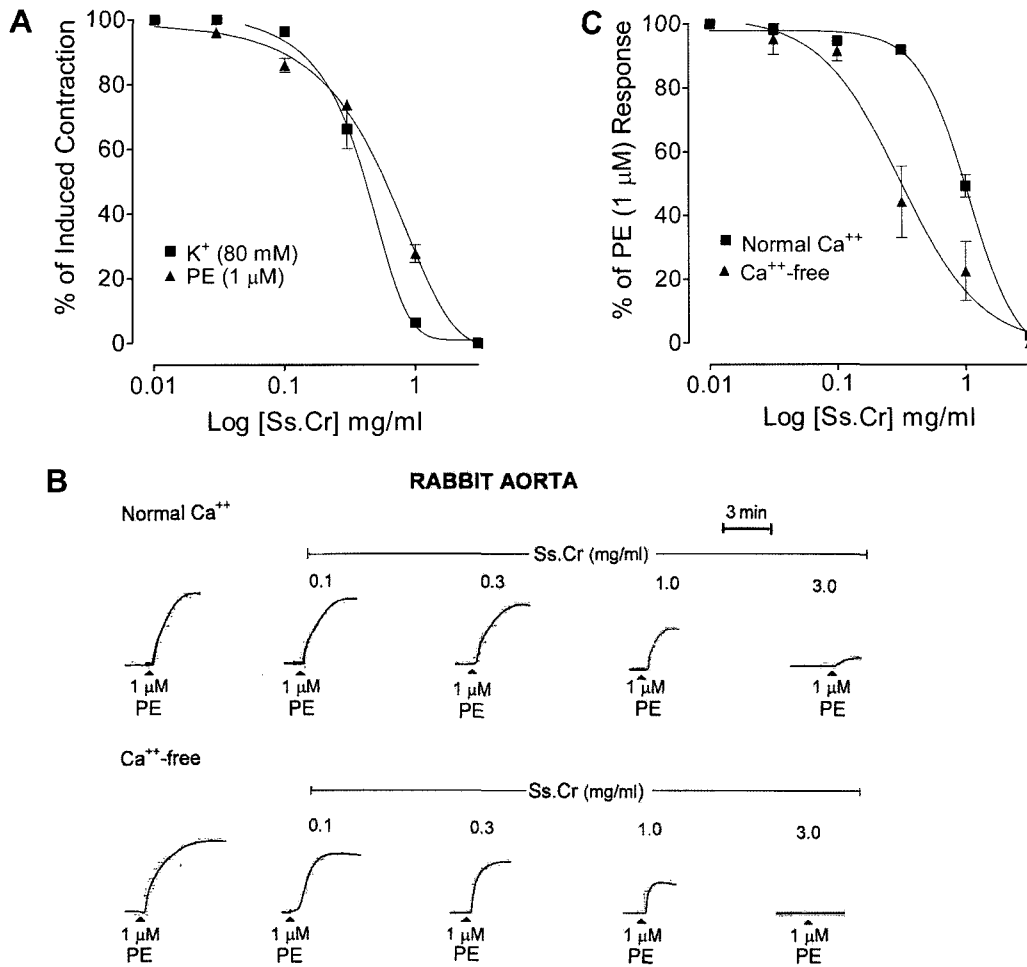 A
% of Induced Contraction
100
80
60
40
20
0
■ K⁺ (80 mM)
▲ PE (1 µM)
0.01 0.1 1
Log [Ss.Cr] mg/ml
C
% of PE (1 µM) Response
100
80
60
40
20
0
■ Normal Ca⁺⁺
▲ Ca⁺⁺-free
0.01 0.1 1
Log [Ss.Cr] mg/ml
B
RABBIT AORTA
Normal Ca⁺⁺
3 min
Ss.Cr (mg/ml)
0.1 0.3 1.0 3.0
1 µM 1 µM 1 µM 1 µM 1 µM
PE PE PE PE PE
Ca⁺⁺-free
Ss.Cr (mg/ml)
0.1 0.3 1.0 3.0
1 µM 1 µM 1 µM 1 µM 1 µM
PE PE PE PE PE